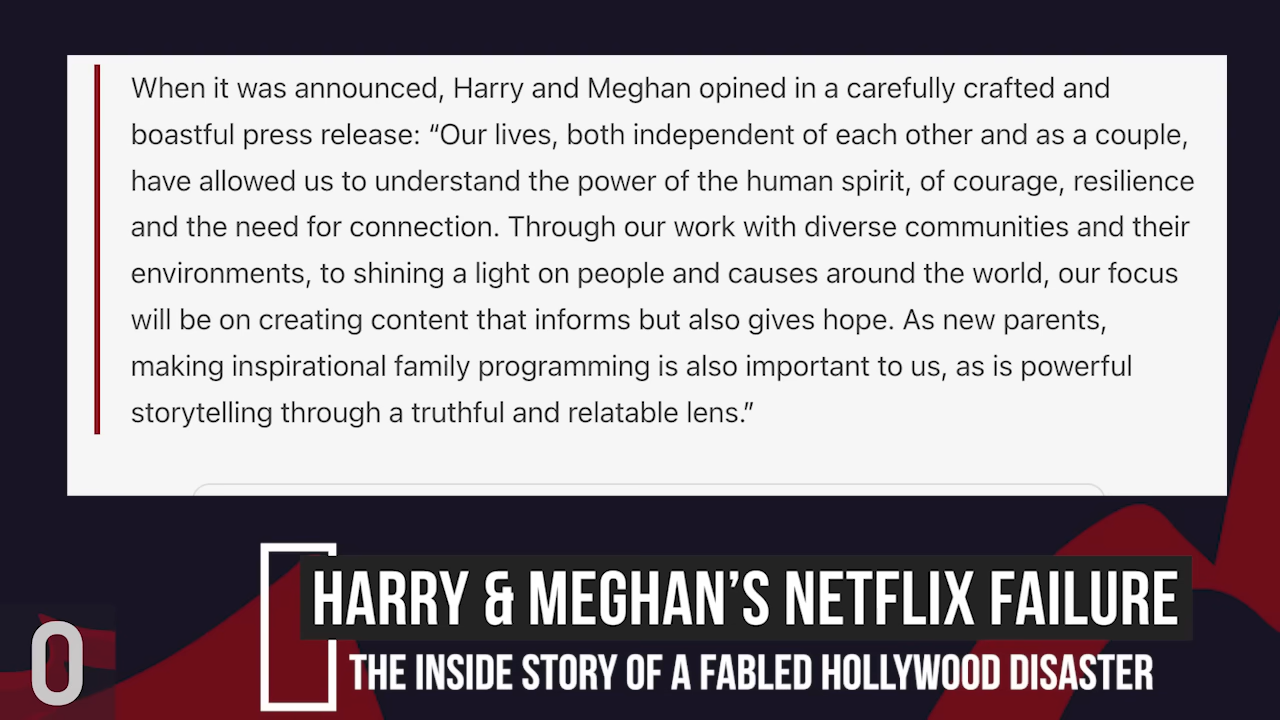 When it was announced, Harry and Meghan opined in a carefully crafted and
boastful press release: “Our lives, both independent of each other and as a couple,
have allowed us to understand the power of the human spirit, of courage, resilience
and the need for connection. Through our work with diverse communities and their
environments, to shining a light on people and causes around the world, our focus
will be on creating content that informs but also gives hope. As new parents,
making inspirational family programming is also important to us, as is powerful
storytelling through a truthful and relatable lens.”
HARRY & MEGHAN’S NETFLIX FAILURE
THE INSIDE STORY OF A FABLED HOLLYWOOD DISASTER
0